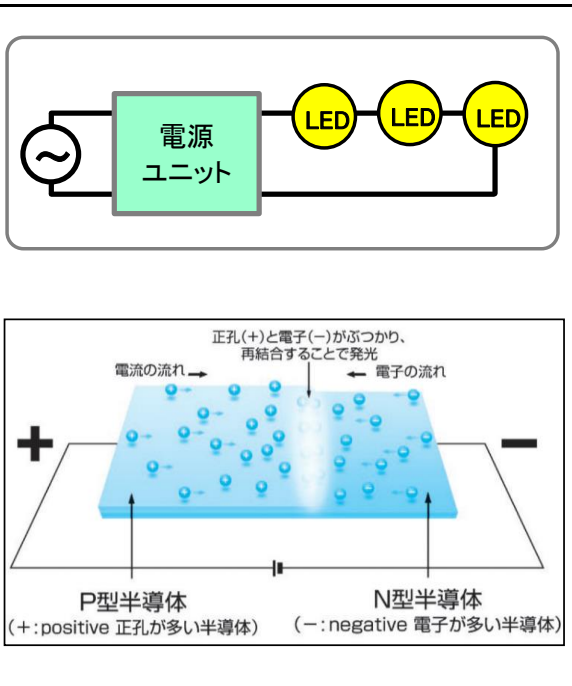 電源
ユニット
LED
LED
LED
正孔(+)と電子(−)がぶつかり、
再結合することで発光
電流の流れ
電子の流れ
+
−
P型半導体
(+:positive 正孔が多い半導体)
N型半導体
(−:negative 電子が多い半導体)